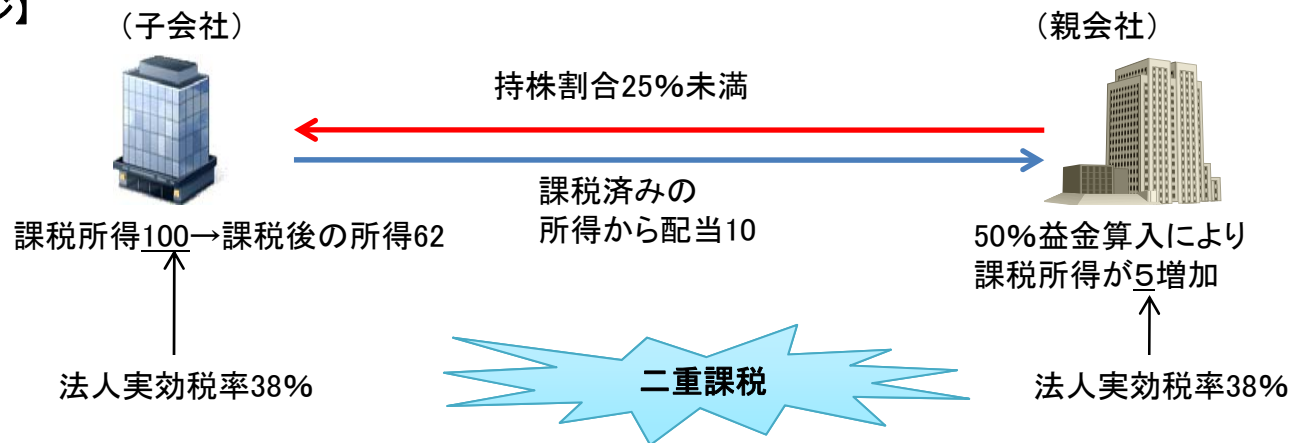 ジ】
(子会社)
(親会社)
持株割合25%未満
課税済みの
所得から配当10
課税所得100→課税後の所得62
50%益金算入により
課税所得が5増加
法人実効税率38%
二重課税
法人実効税率38%